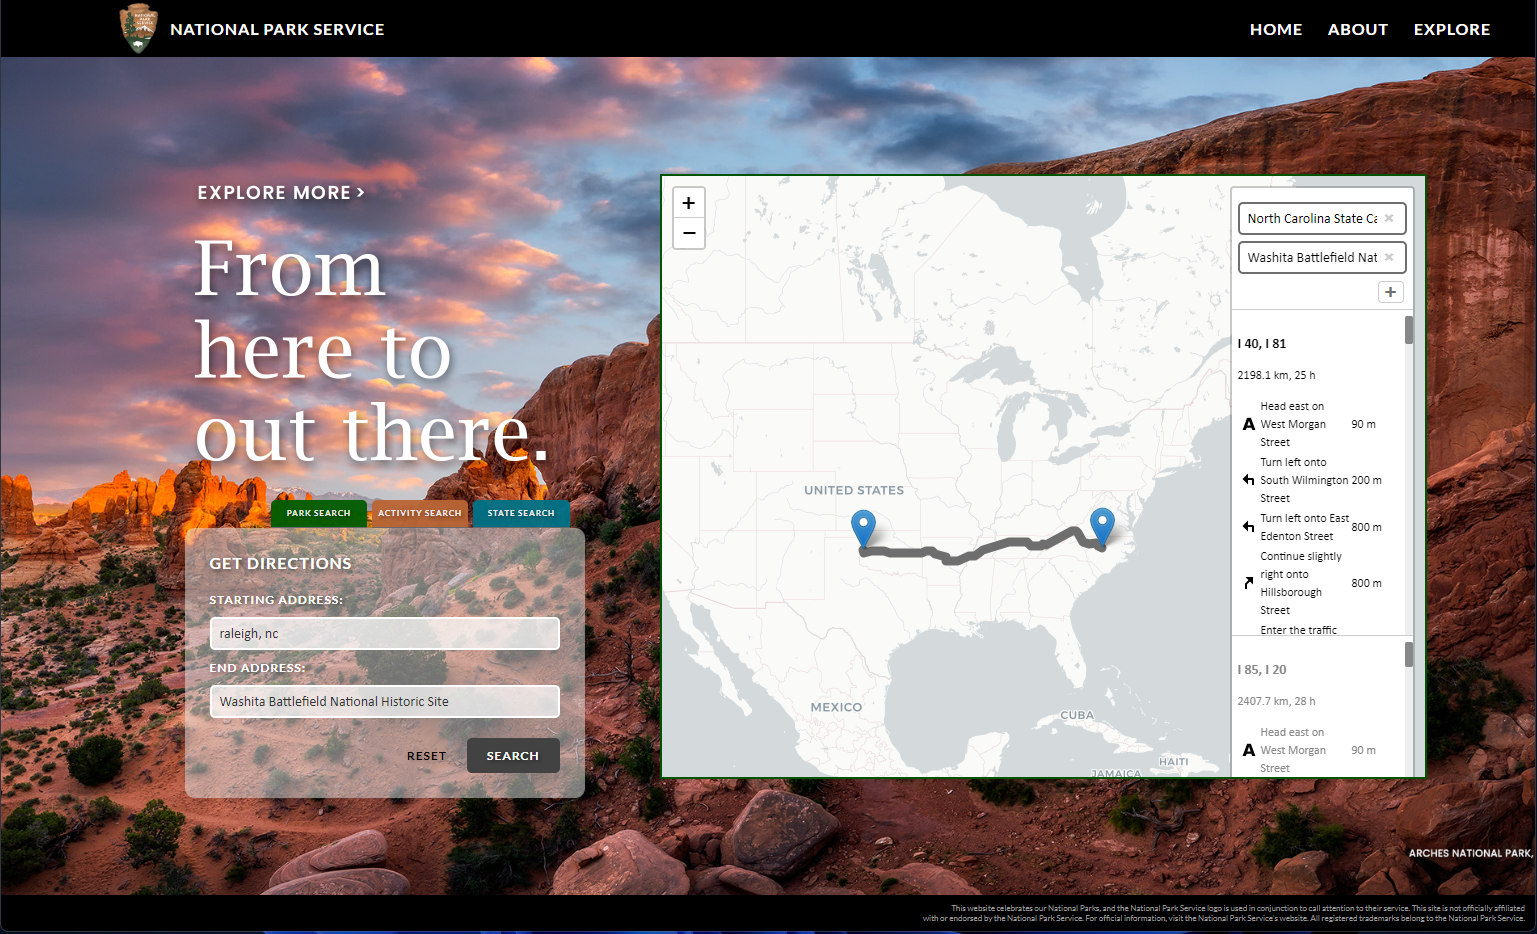 NATIONAL PARK SERVICE
HOME ABOUT EXPLORE
EXPLORE MORE >
From
here to
out there.
PARK SEARCH
ACTIVITY SEARCH
STATE SEARCH
GET DIRECTIONS
STARTING ADDRESS:
raleigh, nc
END ADDRESS:
Washita Battlefield National Historic Site
RESET
SEARCH
+
−
UNITED STATES
MEXICO
CUBA
HAITI
JAMAICA
North Carolina State Ca
Washita Battlefield Nat
+
I 40, I 81
2198.1 km, 25 h
Head east on
West Morgan
Street
90 m
Turn left onto
South Wilmington
Street
200 m
Turn left onto East
Edenton Street
800 m
Continue slightly
right onto
Hillsborough
Street
800 m
Enter the traffic
I 85, I 20
2407.7 km, 28 h
Head east on
West Morgan
Street
90 m
ARCHES NATIONAL PARK,
This website celebrates our National Parks, and the National Park Service logo is used in conjunction to call attention to their service. This site is not officially affiliated
with or endorsed by the National Park Service. For official information, visit the National Park Service's website. All registered trademarks belong to the National Park Service.